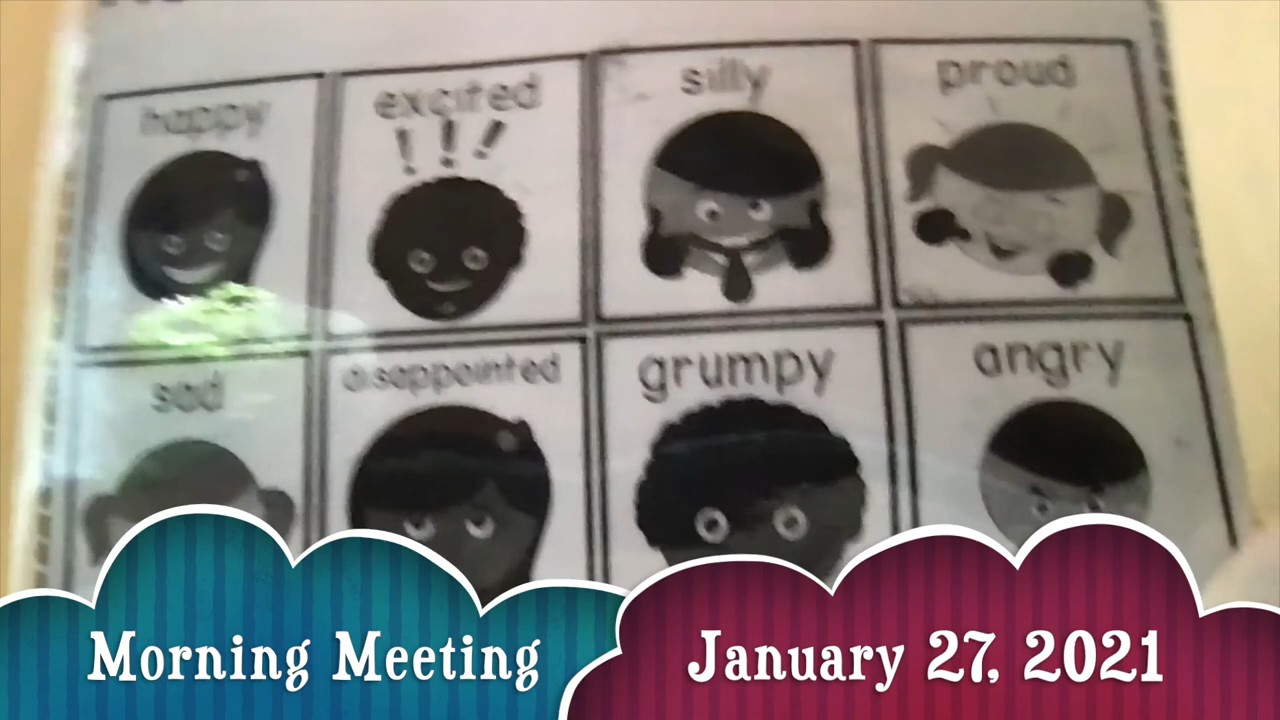 happy excited silly proud
! ! !
sad disappointed grumpy angry
Morning Meeting January 27, 2021